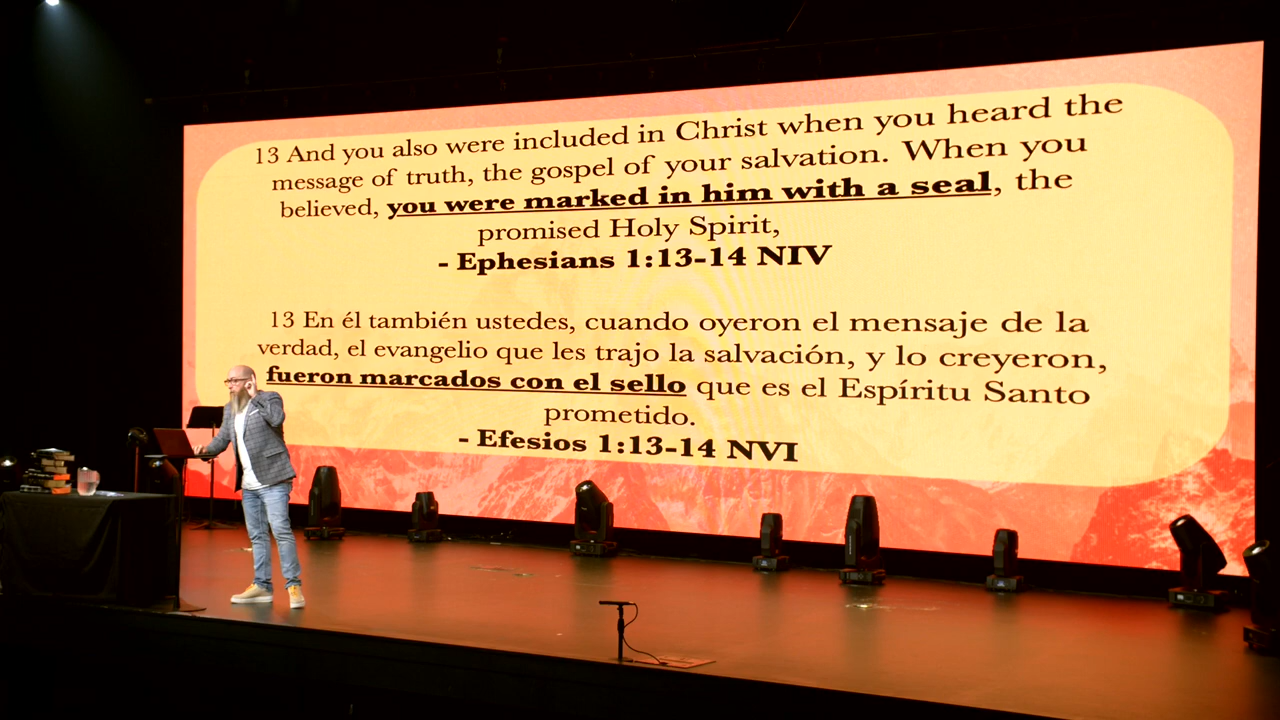 13 And you also were included in Christ when you heard the
message of truth, the gospel of your salvation. When you
believed, you were marked in him with a seal, the
promised Holy Spirit,
- Ephesians 1:13-14 NIV
13 En él también ustedes, cuando oyeron el mensaje de la
verdad, el evangelio que les trajo la salvación, y lo creyeron,
fueron marcados con el sello que es el Espíritu Santo
prometido.
- Efesios 1:13-14 NVI